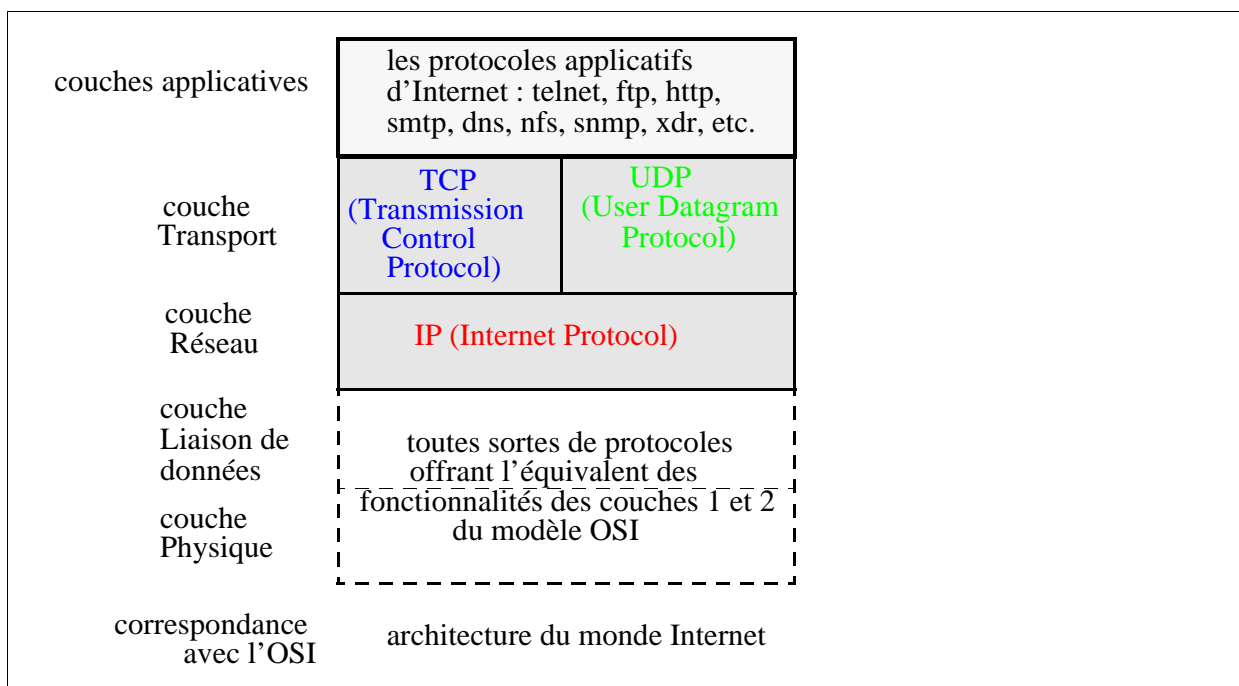 couches applicatives
les protocoles applicatifs
d’Internet : telnet, ftp, http,
smtp, dns, nfs, snmp, xdr, etc.
couche
Transport
TCP
(Transmission
Control
Protocol)
UDP
(User Datagram
Protocol)
couche
Réseau
IP (Internet Protocol)
couche
Liaison de
données
couche
Physique
toutes sortes de protocoles
offrant l’équivalent des
fonctionnalités des couches 1 et 2
du modèle OSI
correspondance
avec l’OSI
architecture du monde Internet